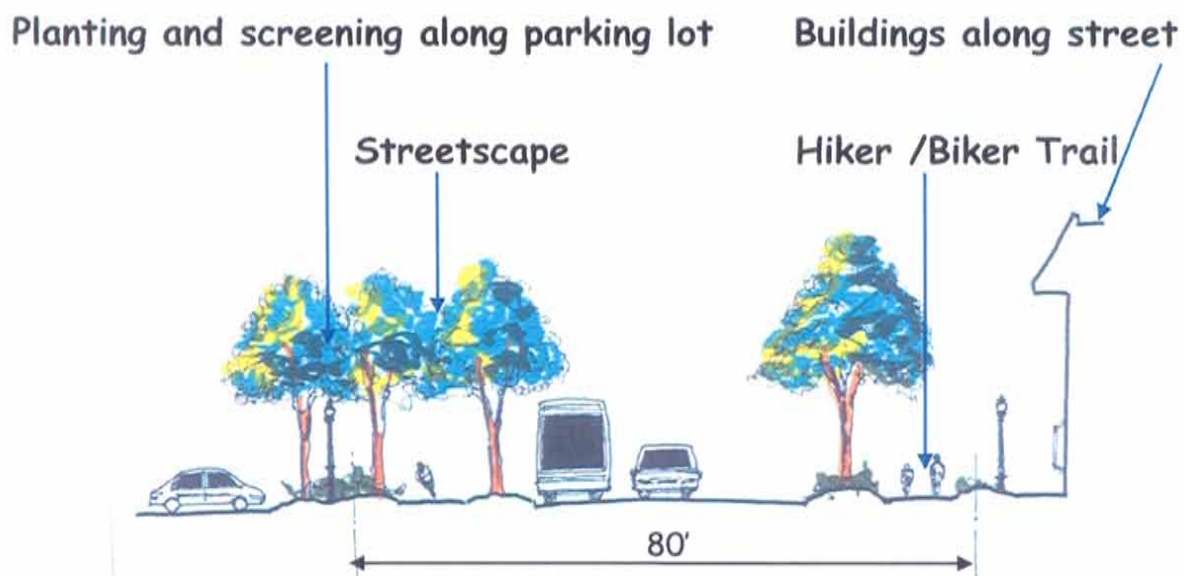 Planting and screening along parking lot
Buildings along street
Streetscape
Hiker /Biker Trail
80'